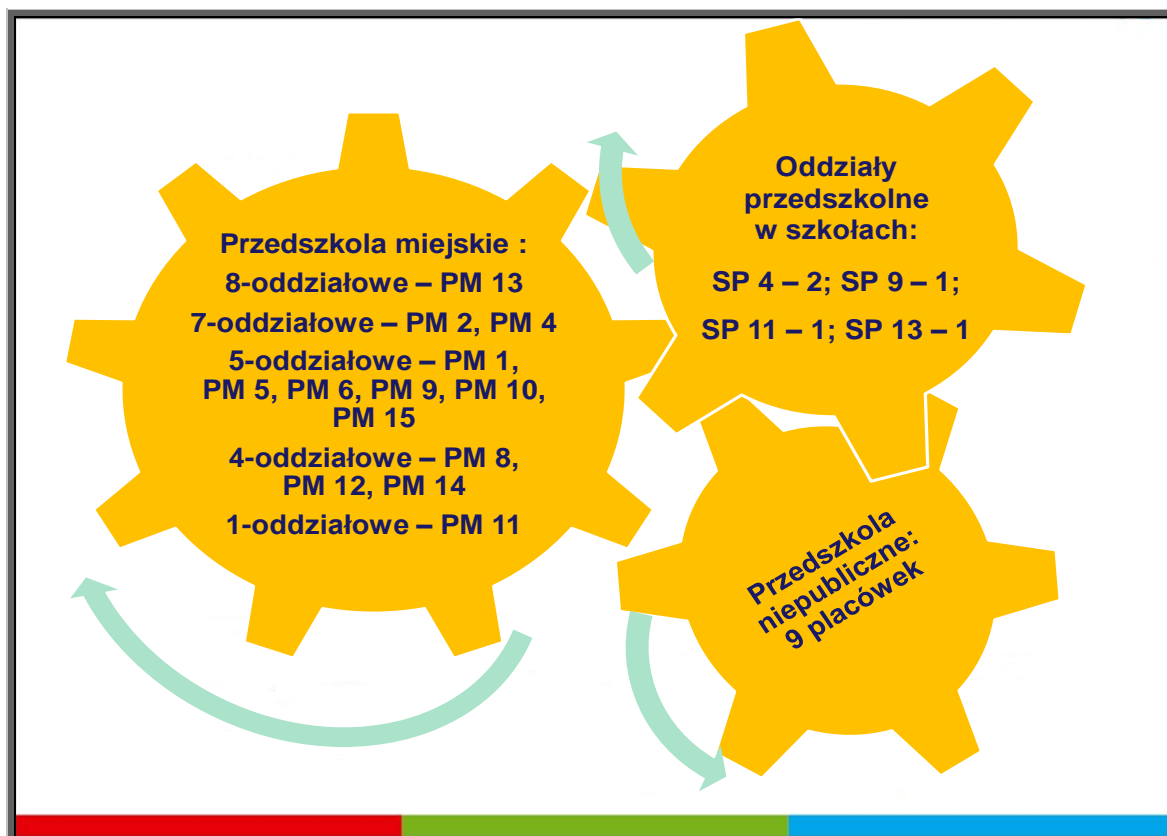 Przedszkola miejskie :
8-oddziałowe – PM 13
7-oddziałowe – PM 2, PM 4
5-oddziałowe – PM 1,
PM 5, PM 6, PM 9, PM 10,
PM 15
4-oddziałowe – PM 8,
PM 12, PM 14
1-oddziałowe – PM 11
Oddziały
przedszkolne
w szkołach:
SP 4 – 2; SP 9 – 1;
SP 11 – 1; SP 13 – 1
Przedszkola
niepubliczne:
9 placówek